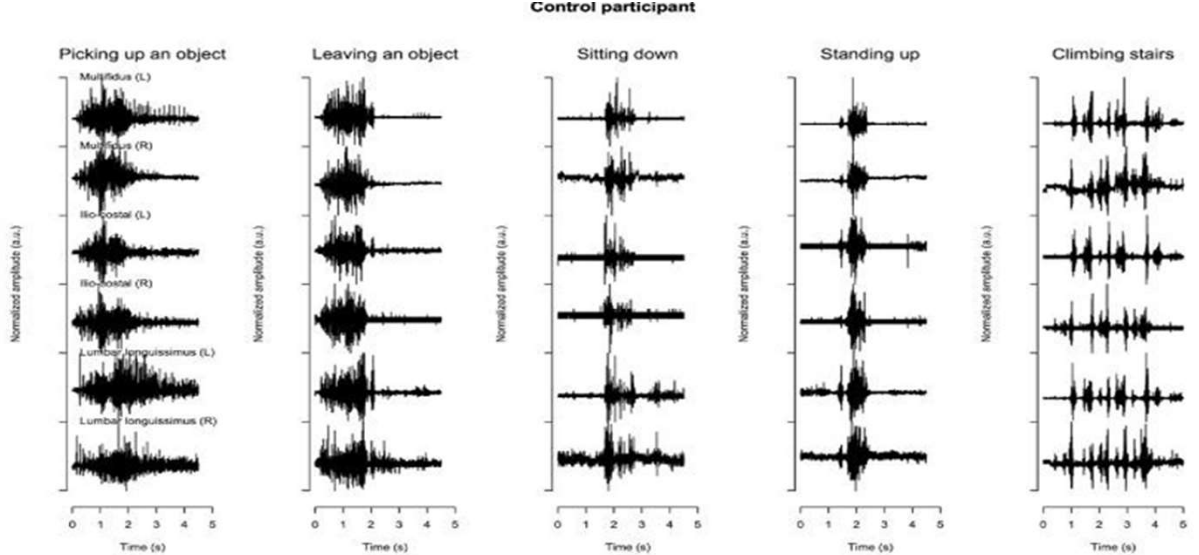 Control participant
Picking up an object
Leaving an object
Sitting down
Standing up
Climbing stairs
Multifidus (L)
Multifidus (R)
Ilio-costal (L)
Ilio-costal (R)
Lumbar longuissimus (L)
Lumbar longuissimus (R)
Normalized amplitude (a.u.)
Normalized amplitude (a.u.)
Normalized amplitude (a.u.)
Normalized amplitude (a.u.)
Normalized amplitude (a.u.)
0 1 2 3 4 5
0 1 2 3 4 5
0 1 2 3 4 5
0 1 2 3 4 5
0 1 2 3 4 5
Time (s)
Time (s)
Time (s)
Time (s)
Time (s)